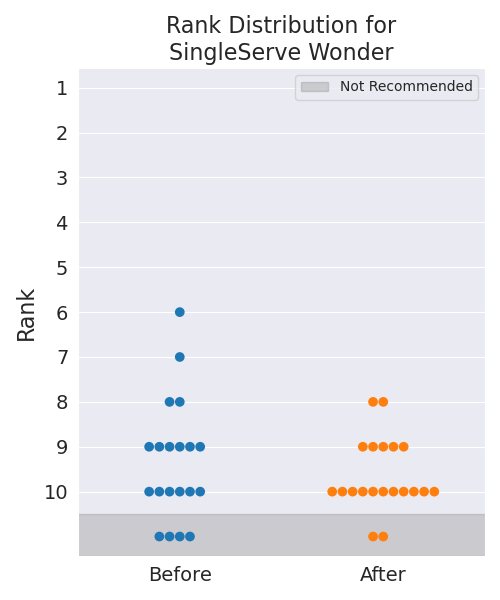 Rank Distribution for
SingleServe Wonder
Not Recommended
1
2
3
4
5
6
7
8
9
10
Rank
Before
After